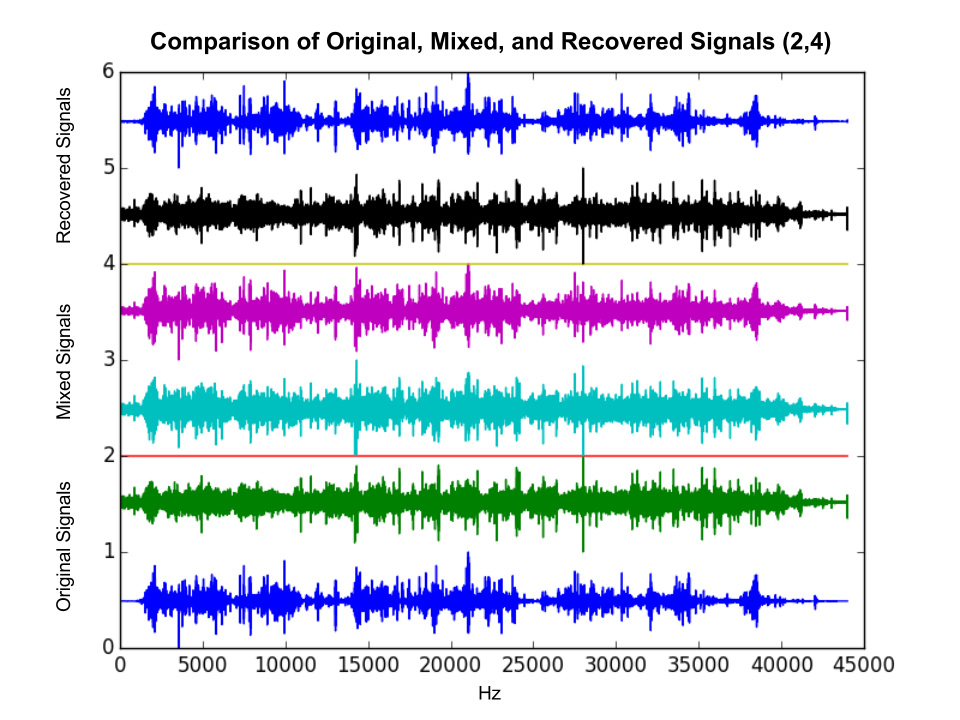 Comparison of Original, Mixed, and Recovered Signals (2,4)
Recovered Signals
Mixed Signals
Original Signals
6
5
4
3
2
1
0
0 5000 10000 15000 20000 25000 30000 35000 40000 45000
Hz